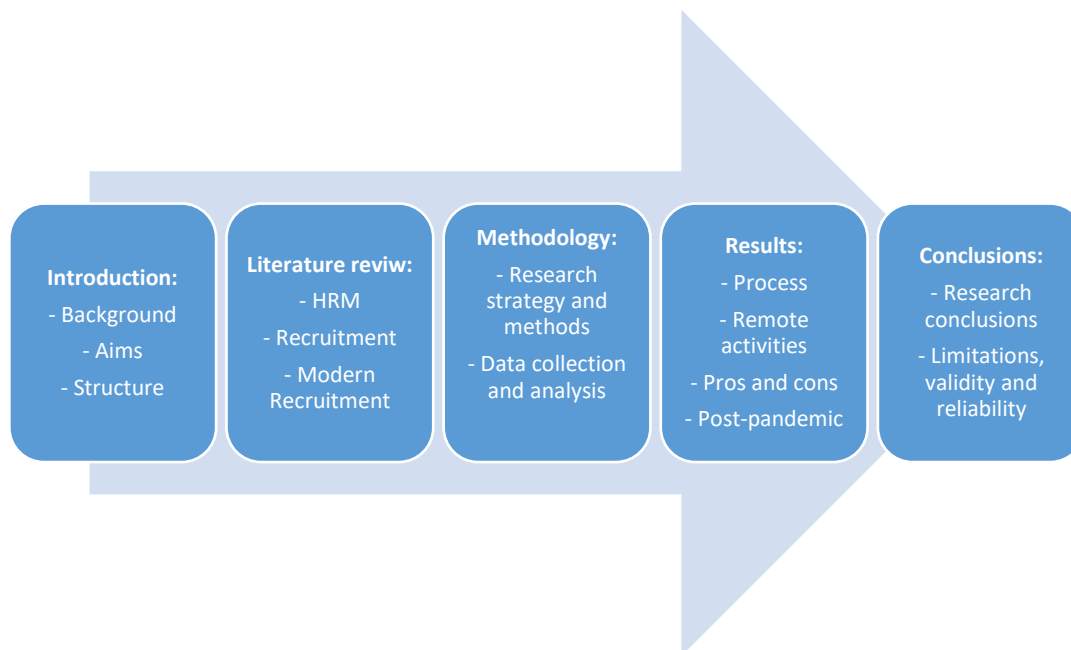 Introduction:
- Background
- Aims
- Structure
Literature reviw:
- HRM
- Recruitment
- Modern
Recruitment
Methodology:
- Research
strategy and
methods
- Data collection
and analysis
Results:
- Process
- Remote
activities
- Pros and cons
- Post-pandemic
Conclusions:
- Research
conclusions
- Limitations,
validity and
reliability